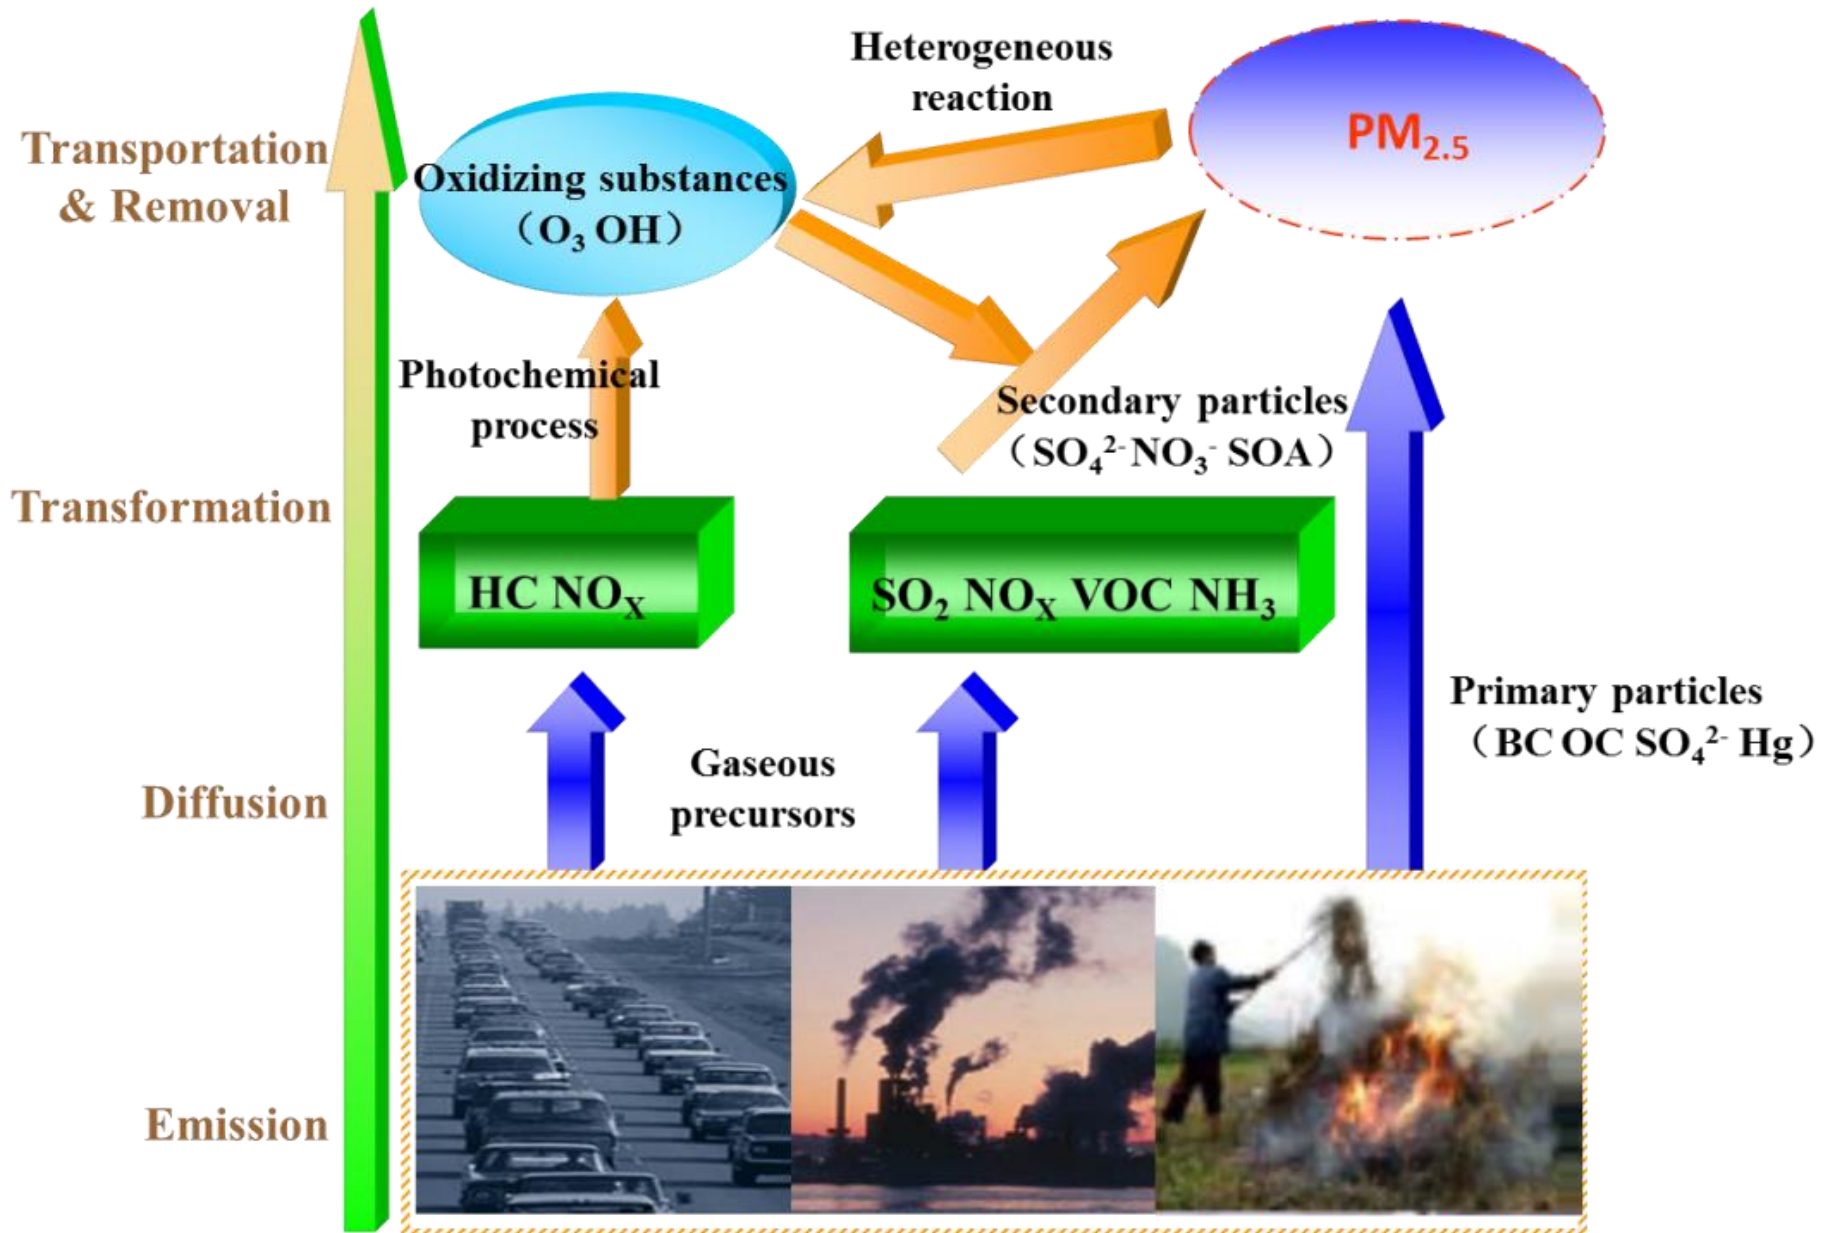 Heterogeneous
reaction
PM₂.₅
Transportation
& Removal
Oxidizing substances
（O₃ OH）
Photochemical
process
Secondary particles
（SO₄²⁻ NO₃⁻ SOA）
Transformation
HC NOₓ
SO₂ NOₓ VOC NH₃
Primary particles
（BC OC SO₄²⁻ Hg）
Gaseous
precursors
Diffusion
Emission